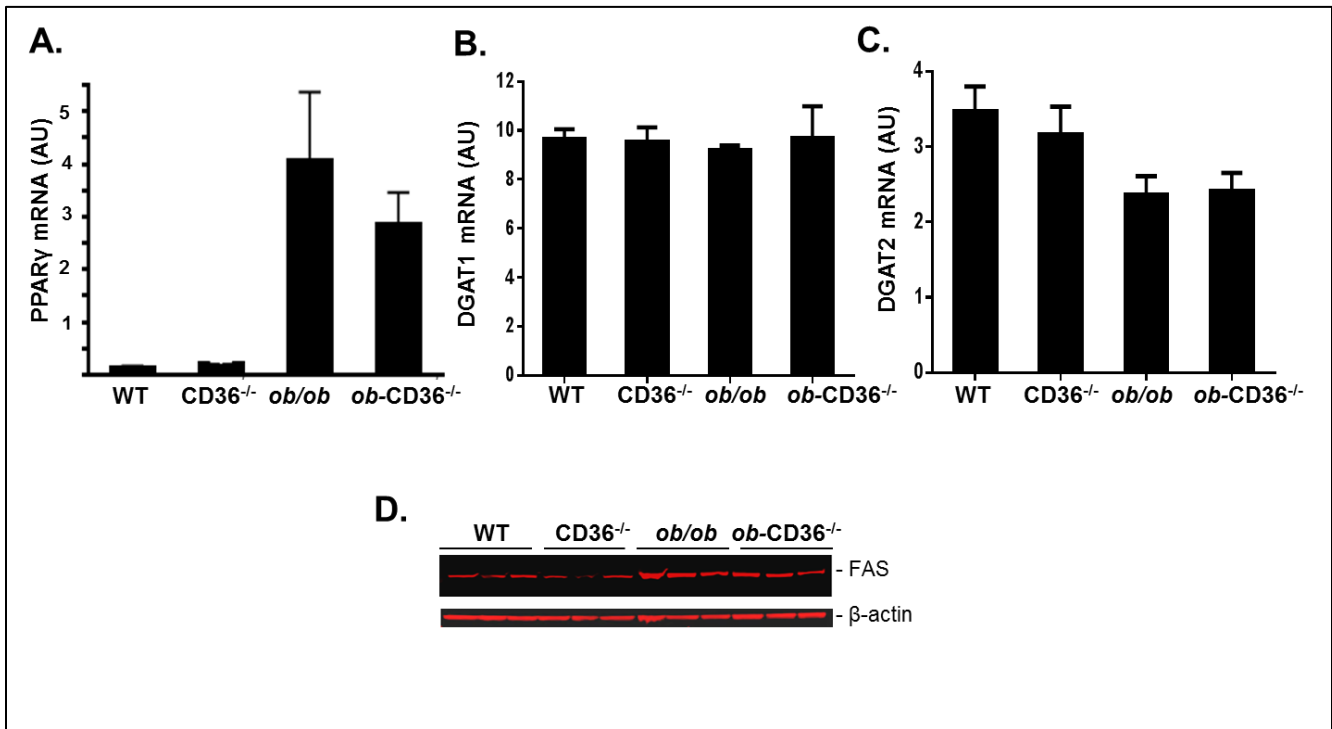 A.
PPARγ mRNA (AU)
5
4
3
2
1
WT CD36-/- ob/ob ob-CD36-/-
B.
DGAT1 mRNA (AU)
12
10
8
6
4
2
0
WT CD36-/- ob/ob ob-CD36-/-
C.
DGAT2 mRNA (AU)
4
3
2
1
0
WT CD36-/- ob/ob ob-CD36-/-
D.
WT CD36-/- ob/ob ob-CD36-/-
- FAS
- β-actin